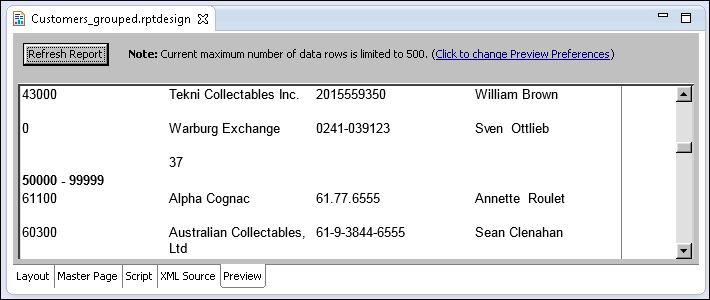 Customers_grouped.rptdesign
Refresh Report Note: Current maximum number of data rows is limited to 500. (Click to change Preview Preferences)
43000 Tekni Collectables Inc. 2015559350 William Brown
0 Warburg Exchange 0241-039123 Sven Ottlieb
37
50000 - 99999
61100 Alpha Cognac 61.77.6555 Annette Roulet
60300 Australian Collectables, 61-9-3844-6555 Sean Clenahan
Ltd
Layout Master Page Script XML Source Preview